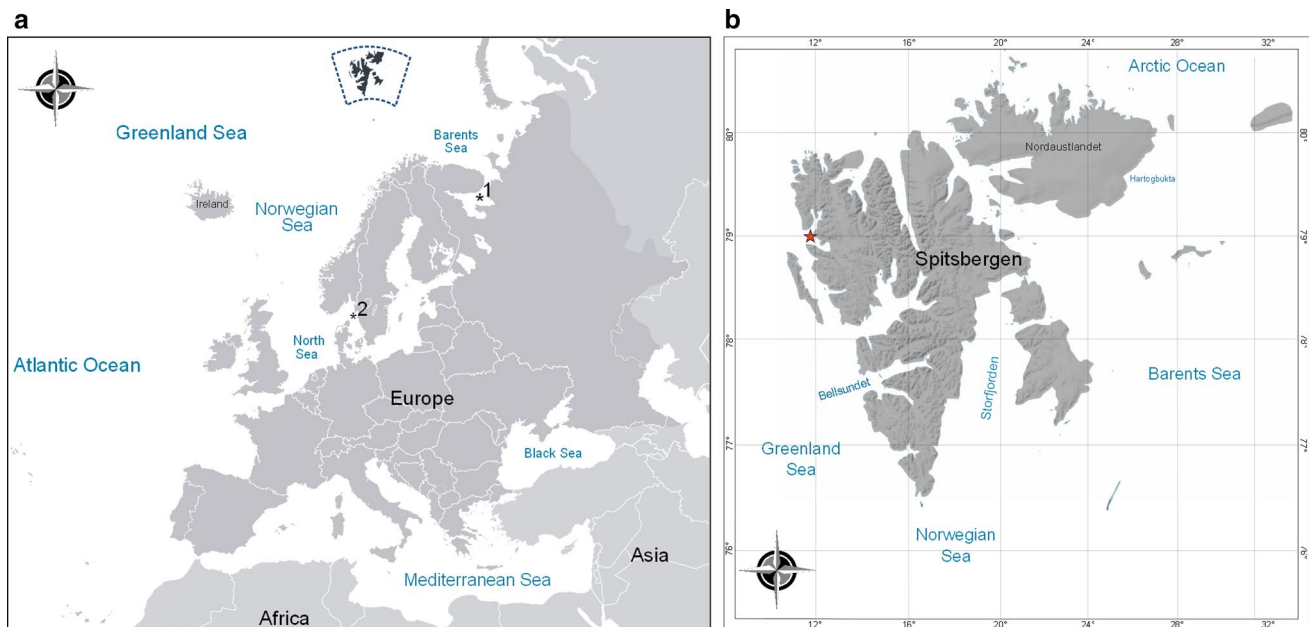 a
Greenland Sea
Barents
Sea
*1
Ireland
Norwegian
Sea
*2
North
Sea
Atlantic Ocean
Europe
Black Sea
Asia
Mediterranean Sea
Africa
b
12°
16°
20°
24°
28°
32°
Arctic Ocean
80°
80°
Nordaustlandet
Hartogbukta
79°
79°
Spitsbergen
78°
78°
Bellsundet
Storfjorden
Barents Sea
77°
77°
Greenland
Sea
Norwegian
Sea
76°
76°
12°
16°
20°
24°
28°
32°